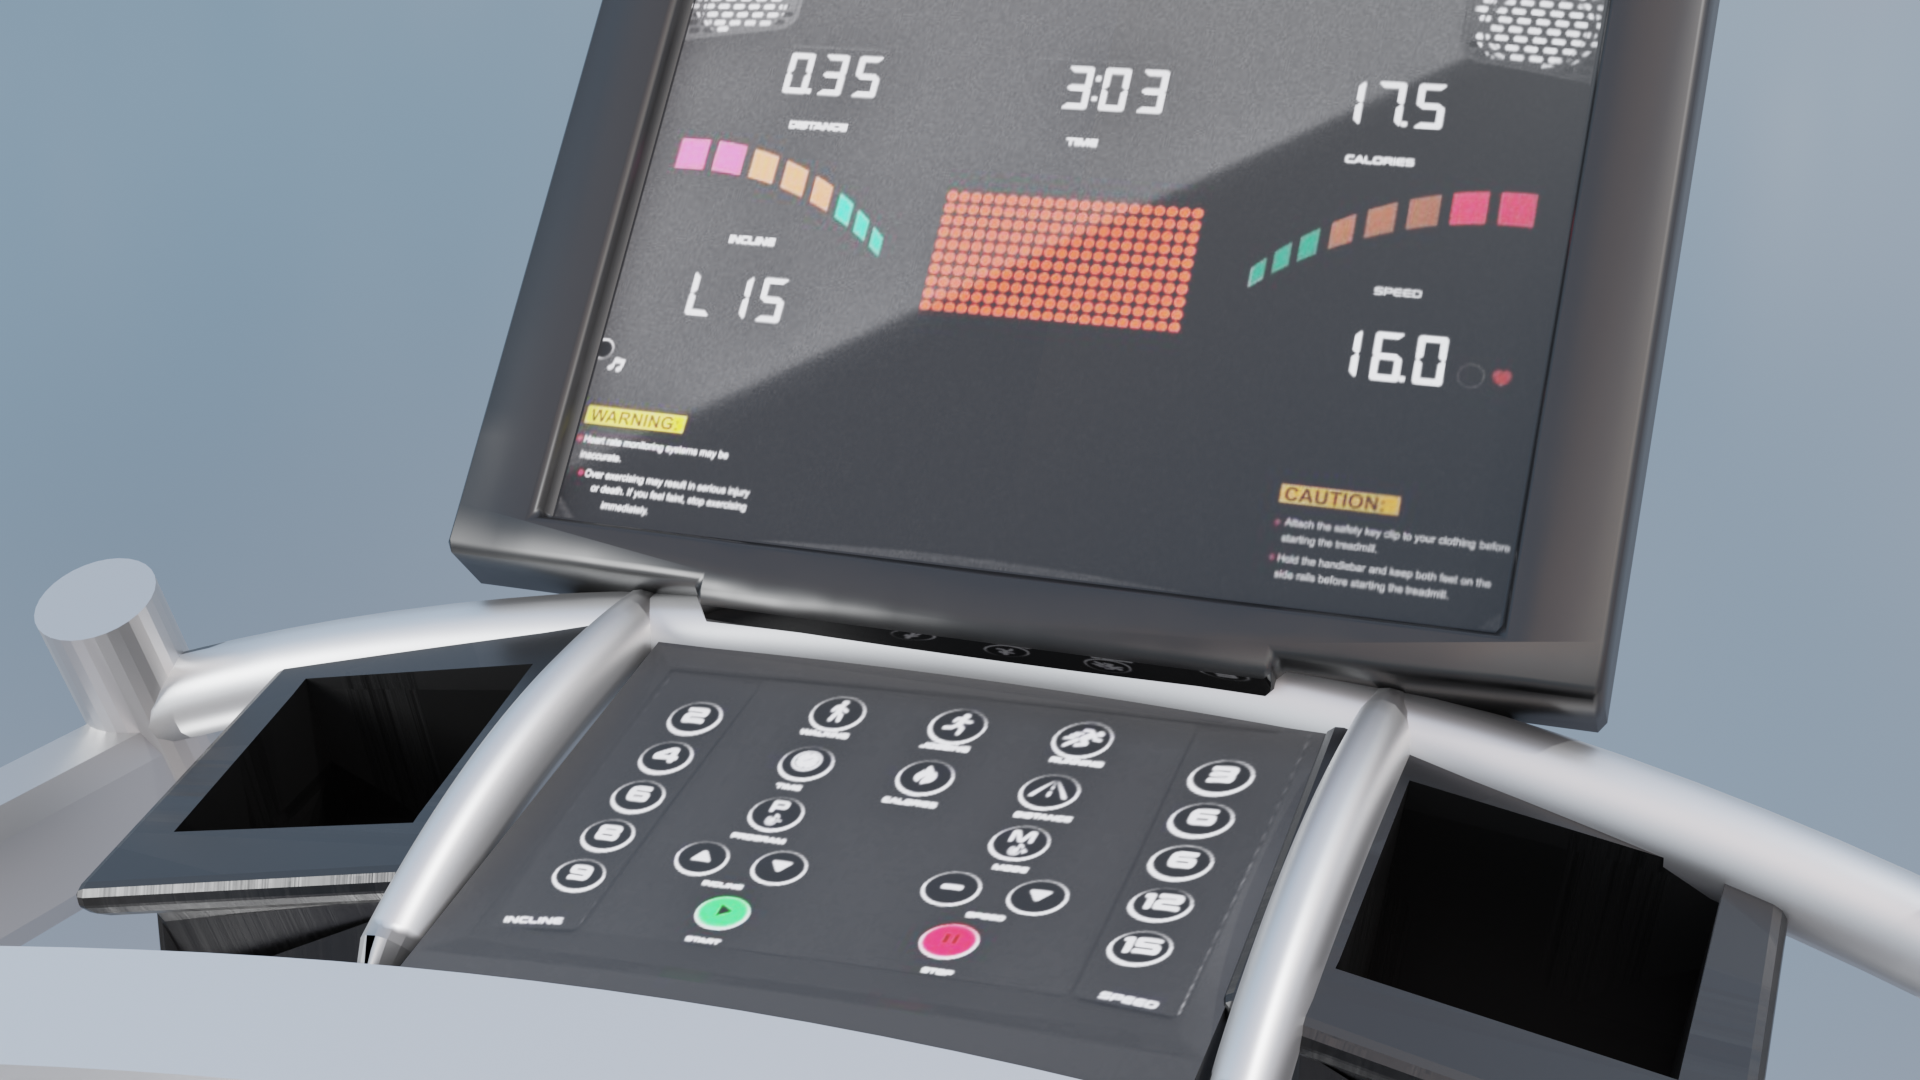 0.35
3:03
17.5
DISTANCE
TIME
CALORIES
INCLINE
SPEED
L 15
16.0
WARNING:
Heart rate monitoring systems may be
inaccurate.
Over exercising may result in serious injury
or death. If you feel faint, stop exercising
immediately.
CAUTION:
Attach the safety key clip to your clothing before
starting the treadmill.
Hold the handlebar and keep both feet on the
side rails before starting the treadmill.
2
4
6
8
9
INCLINE
WALKING
RUNNING
TIME
CALORIES
DISTANCE
P
PROGRAM
M
MODE
INCLINE
SPEED
START
STOP
3
6
6
12
15
SPEED